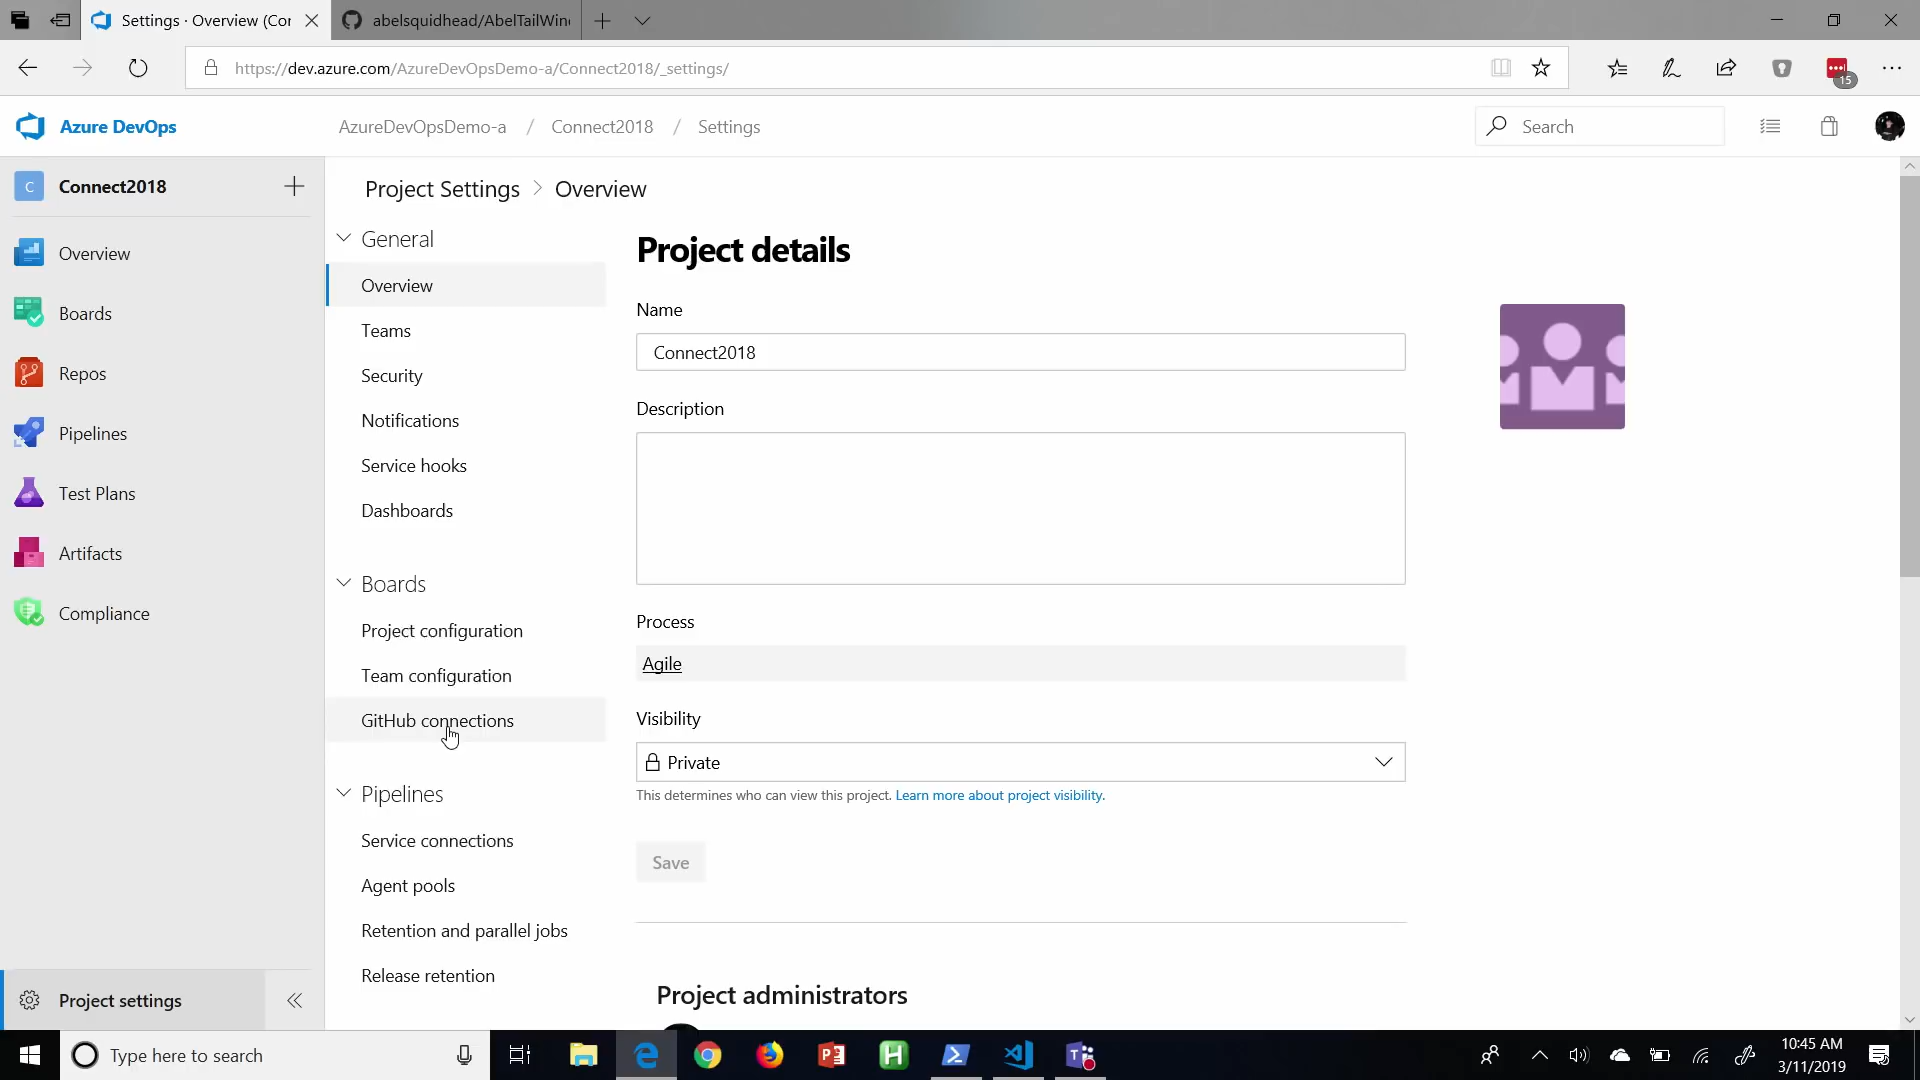 Settings · Overview (Con
abelsquidhead/AbelTailWind
https://dev.azure.com/AzureDevOpsDemo-a/Connect2018/_settings/
15
Azure DevOps
AzureDevOpsDemo-a / Connect2018 / Settings
Search
C
Connect2018
Overview
Boards
Repos
Pipelines
Test Plans
Artifacts
Compliance
Project settings
Project Settings > Overview
General
Overview
Teams
Security
Notifications
Service hooks
Dashboards
Boards
Project configuration
Team configuration
GitHub connections
Pipelines
Service connections
Agent pools
Retention and parallel jobs
Release retention
Project details
Name
Connect2018
Description
Process
Agile
Visibility
Private
This determines who can view this project. Learn more about project visibility.
Save
Project administrators
Type here to search
10:45 AM
3/11/2019